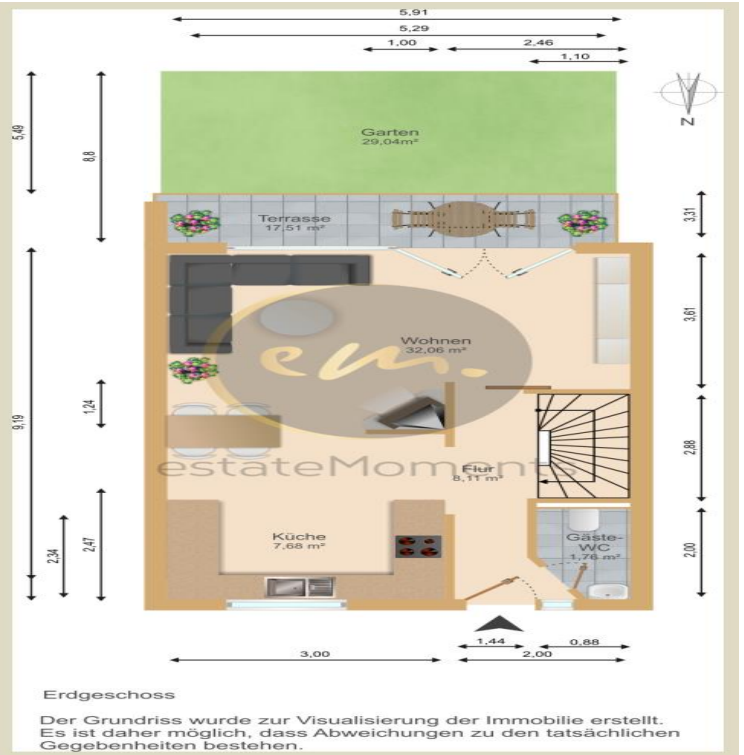 5,91
5,29
1,00
2,46
1,10
5,49
8,8
N
Garten
29,04m²
Terrasse
17,51 m²
3,31
Wohnen
32,06 m²
3,61
em.
9,19
1,24
estateMoments
Flur
8,11 m²
2,88
Küche
7,68 m²
Gäste-
WC
1,76 m²
2,34
2,47
2,00
1,44
0,88
3,00
2,00
Erdgeschoss
Der Grundriss wurde zur Visualisierung der Immobilie erstellt.
Es ist daher möglich, dass Abweichungen zu den tatsächlichen
Gegebenheiten bestehen.